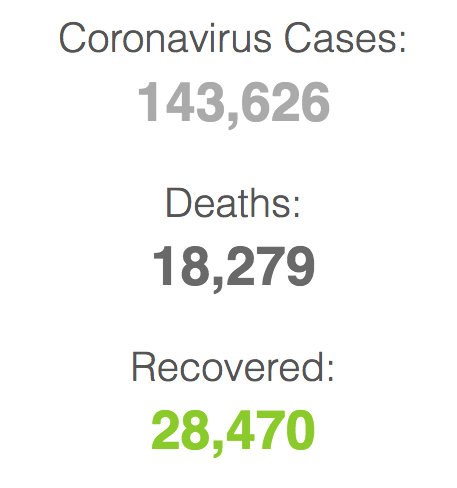 Coronavirus Cases:
143,626
Deaths:
18,279
Recovered:
28,470